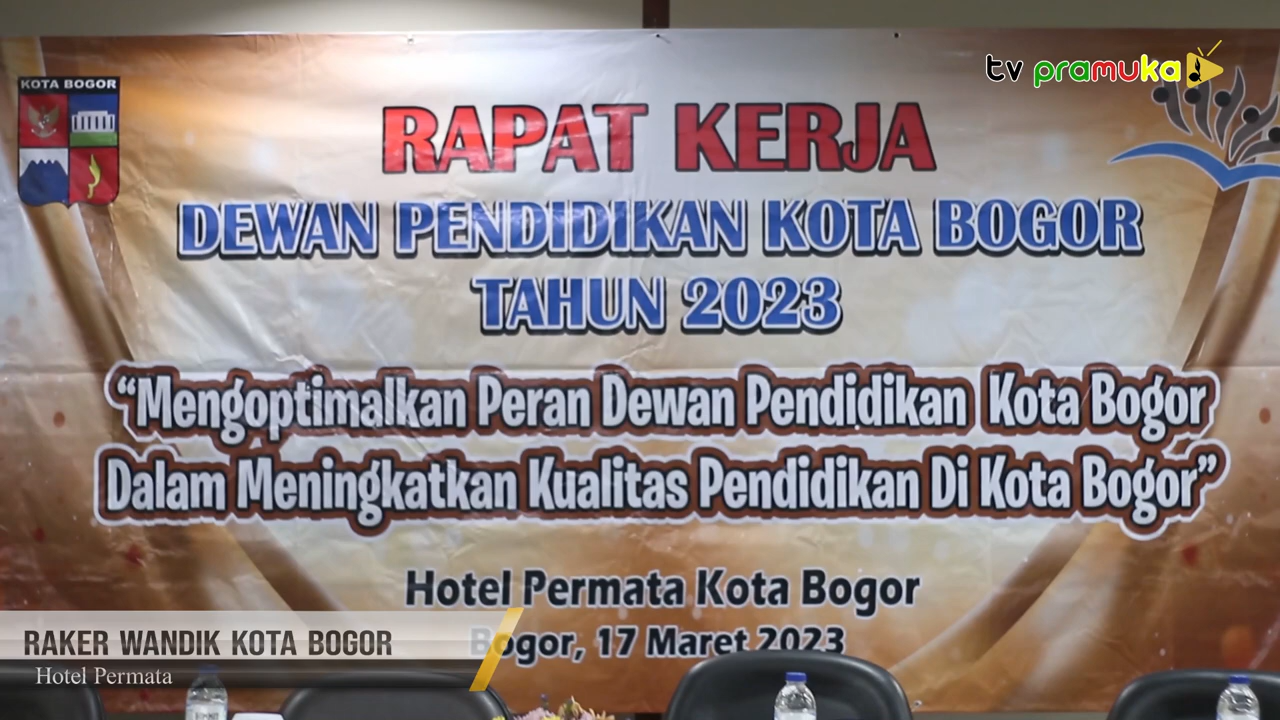 tv pramuka
KOTA BOGOR
RAPAT KERJA
DEWAN PENDIDIKAN KOTA BOGOR
TAHUN 2023
“Mengoptimalkan Peran Dewan Pendidikan Kota Bogor
Dalam Meningkatkan Kualitas Pendidikan Di Kota Bogor”
Hotel Permata Kota Bogor
Bogor, 17 Maret 2023
RAKER WANDIK KOTA BOGOR
Hotel Permata